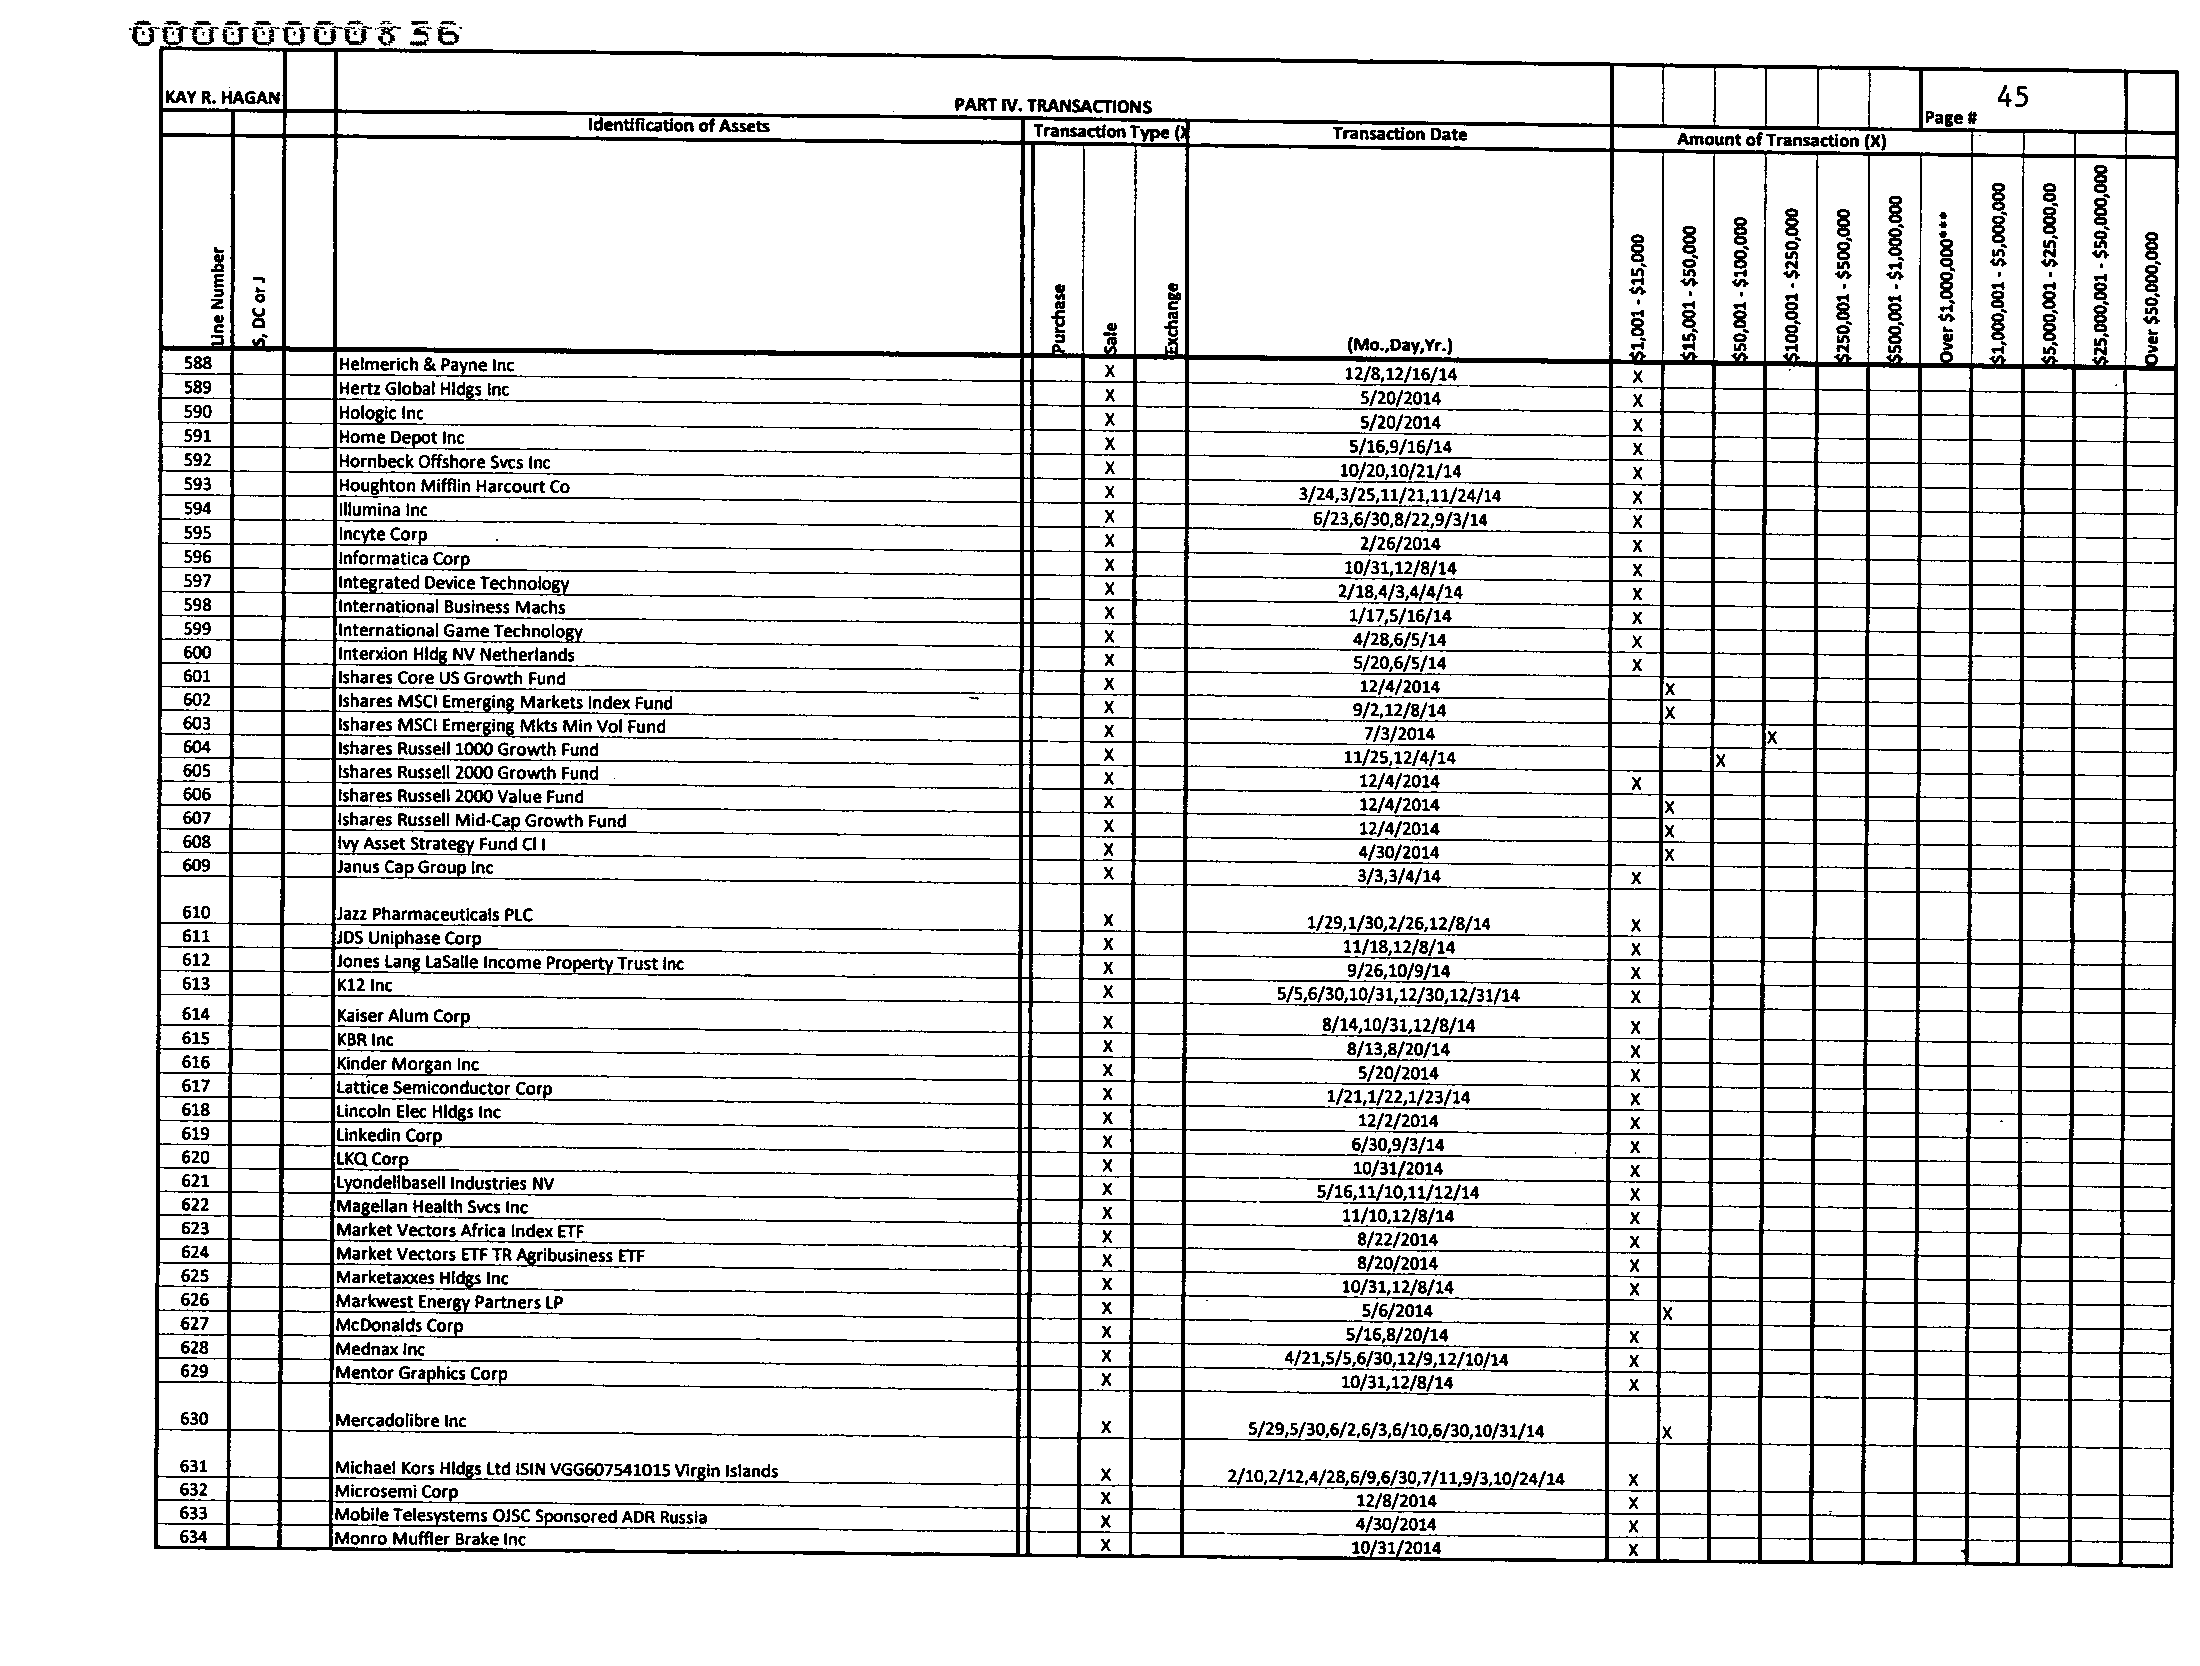 00000000856
KAY R. HAGAN
PART IV. TRANSACTIONS
Page # 45
Identification of Assets Transaction Type (X Transaction Date Amount of Transaction (X)
Line Number S, DC or J Purchase Sale Exchange (Mo.,Day,Yr.) $1,001 - $15,000 $15,001 - $50,000 $50,001 - $100,000 $100,001 - $250,000 $250,001 - $500,000 $500,001 - $1,000,000 Over $1,000,000*** $1,000,001 - $5,000,000 $5,000,001 - $25,000,00 $25,000,001 - $50,000,000 Over $50,000,000
588 Helmerich & Payne Inc X 12/8,12/16/14 X
589 Hertz Global Hldgs Inc X 5/20/2014 X
590 Hologic Inc X 5/20/2014 X
591 Home Depot Inc X 5/16,9/16/14 X
592 Hornbeck Offshore Svcs Inc X 10/20,10/21/14 X
593 Houghton Mifflin Harcourt Co X 3/24,3/25,11/21,11/24/14 X
594 Illumina Inc X 6/23,6/30,8/22,9/3/14 X
595 Incyte Corp X 2/26/2014 X
596 Informatica Corp X 10/31,12/8/14 X
597 Integrated Device Technology X 2/18,4/3,4/4/14 X
598 International Business Machs X 1/17,5/16/14 X
599 International Game Technology X 4/28,6/5/14 X
600 Interxion Hldg NV Netherlands X 5/20,6/5/14 X
601 Ishares Core US Growth Fund X 12/4/2014 X
602 Ishares MSCI Emerging Markets Index Fund X 9/2,12/8/14 X
603 Ishares MSCI Emerging Mkts Min Vol Fund X 7/3/2014 X
604 Ishares Russell 1000 Growth Fund X 11/25,12/4/14 X
605 Ishares Russell 2000 Growth Fund X 12/4/2014 X
606 Ishares Russell 2000 Value Fund X 12/4/2014 X
607 Ishares Russell Mid-Cap Growth Fund X 12/4/2014 X
608 Ivy Asset Strategy Fund Cl I X 4/30/2014 X
609 Janus Cap Group Inc X 3/3,3/4/14 X
610 Jazz Pharmaceuticals PLC X 1/29,1/30,2/26,12/8/14 X
611 JDS Uniphase Corp X 11/18,12/8/14 X
612 Jones Lang LaSalle Income Property Trust Inc X 9/26,10/9/14 X
613 K12 Inc X 5/5,6/30,10/31,12/30,12/31/14 X
614 Kaiser Alum Corp X 8/14,10/31,12/8/14 X
615 KBR Inc X 8/13,8/20/14 X
616 Kinder Morgan Inc X 5/20/2014 X
617 Lattice Semiconductor Corp X 1/21,1/22,1/23/14 X
618 Lincoln Elec Hldgs Inc X 12/2/2014 X
619 Linkedin Corp X 6/30,9/3/14 X
620 LKQ Corp X 10/31/2014 X
621 Lyondellbasell Industries NV X 5/16,11/10,11/12/14 X
622 Magellan Health Svcs Inc X 11/10,12/8/14 X
623 Market Vectors Africa Index ETF X 8/22/2014 X
624 Market Vectors ETF TR Agribusiness ETF X 8/20/2014 X
625 Marketaxxes Hldgs Inc X 10/31,12/8/14 X
626 Markwest Energy Partners LP X 5/6/2014 X
627 McDonalds Corp X 5/16,8/20/14 X
628 Mednax Inc X 4/21,5/5,6/30,12/9,12/10/14 X
629 Mentor Graphics Corp X 10/31,12/8/14 X
630 Mercadolibre Inc X 5/29,5/30,6/2,6/3,6/10,6/30,10/31/14 X
631 Michael Kors Hldgs Ltd ISIN VGG607541015 Virgin Islands X 2/10,2/12,4/28,6/9,6/30,7/11,9/3,10/24/14 X
632 Microsemi Corp X 12/8/2014 X
633 Mobile Telesystems OJSC Sponsored ADR Russia X 4/30/2014 X
634 Monro Muffler Brake Inc X 10/31/2014 X